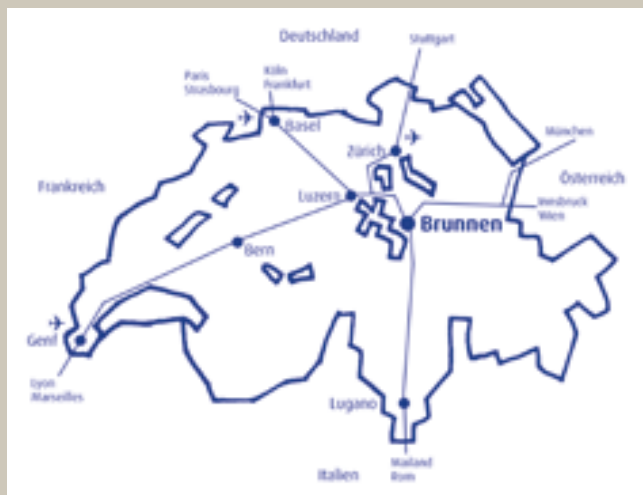 Deutschland
Stuttgart
Paris
Strasbourg
Köln
Frankfurt
Basel
Zürich
München
Frankreich
Luzern
Österreich
Innsbruck
Wien
Brunnen
Bern
Genf
Lyon
Marseilles
Lugano
Mailand
Rom
Italien